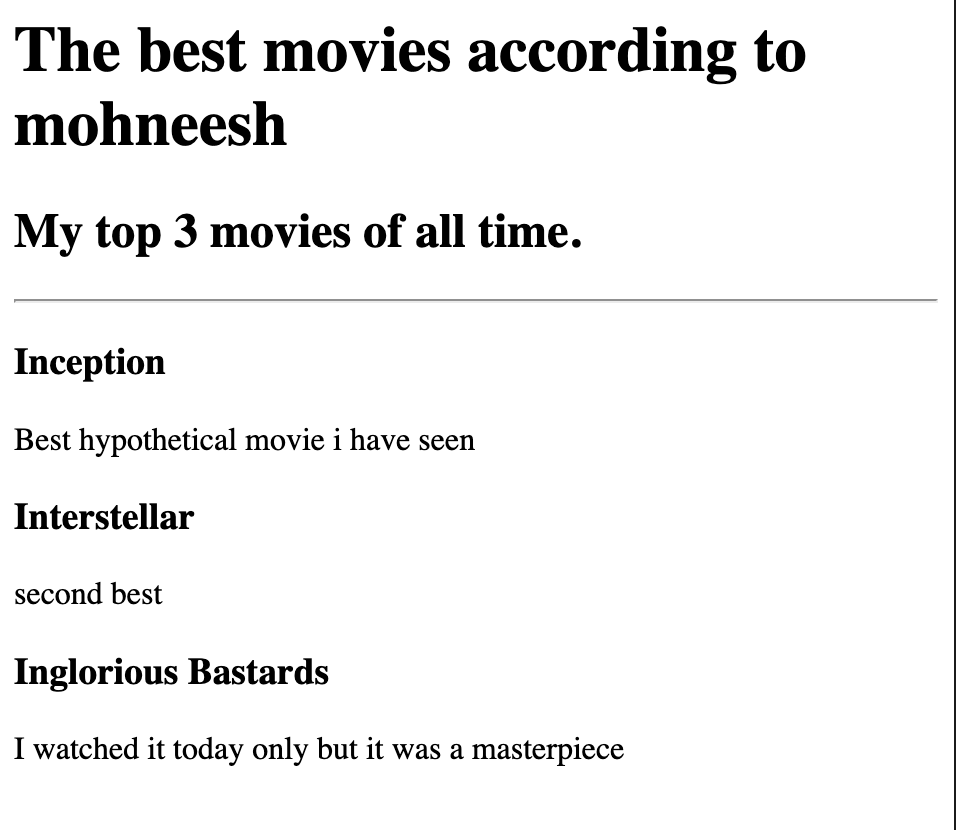 The best movies according to
mohneesh
My top 3 movies of all time.
Inception
Best hypothetical movie i have seen
Interstellar
second best
Inglorious Bastards
I watched it today only but it was a masterpiece